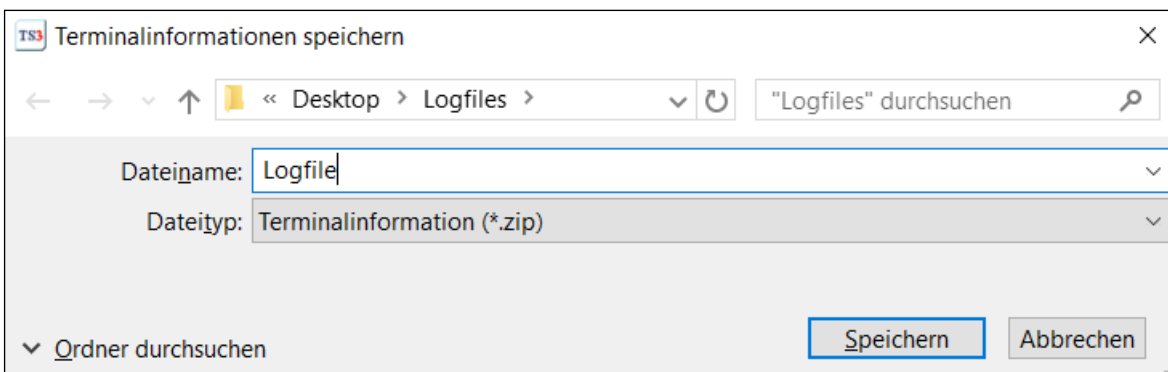 TS3 Terminalinformationen speichern
« Desktop > Logfiles > "Logfiles" durchsuchen
Dateiname: Logfile
Dateityp: Terminalinformation (*.zip)
Ordner durchsuchen Speichern Abbrechen